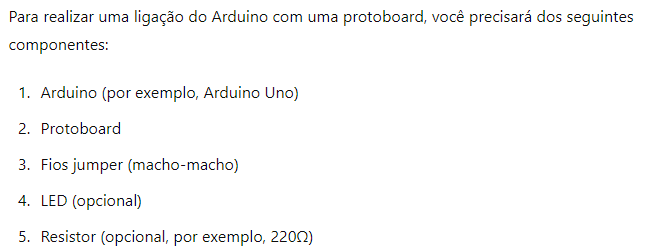 Para realizar uma ligação do Arduino com uma protoboard, você precisará dos seguintes
componentes:
1. Arduino (por exemplo, Arduino Uno)
2. Protoboard
3. Fios jumper (macho-macho)
4. LED (opcional)
5. Resistor (opcional, por exemplo, 220Ω)